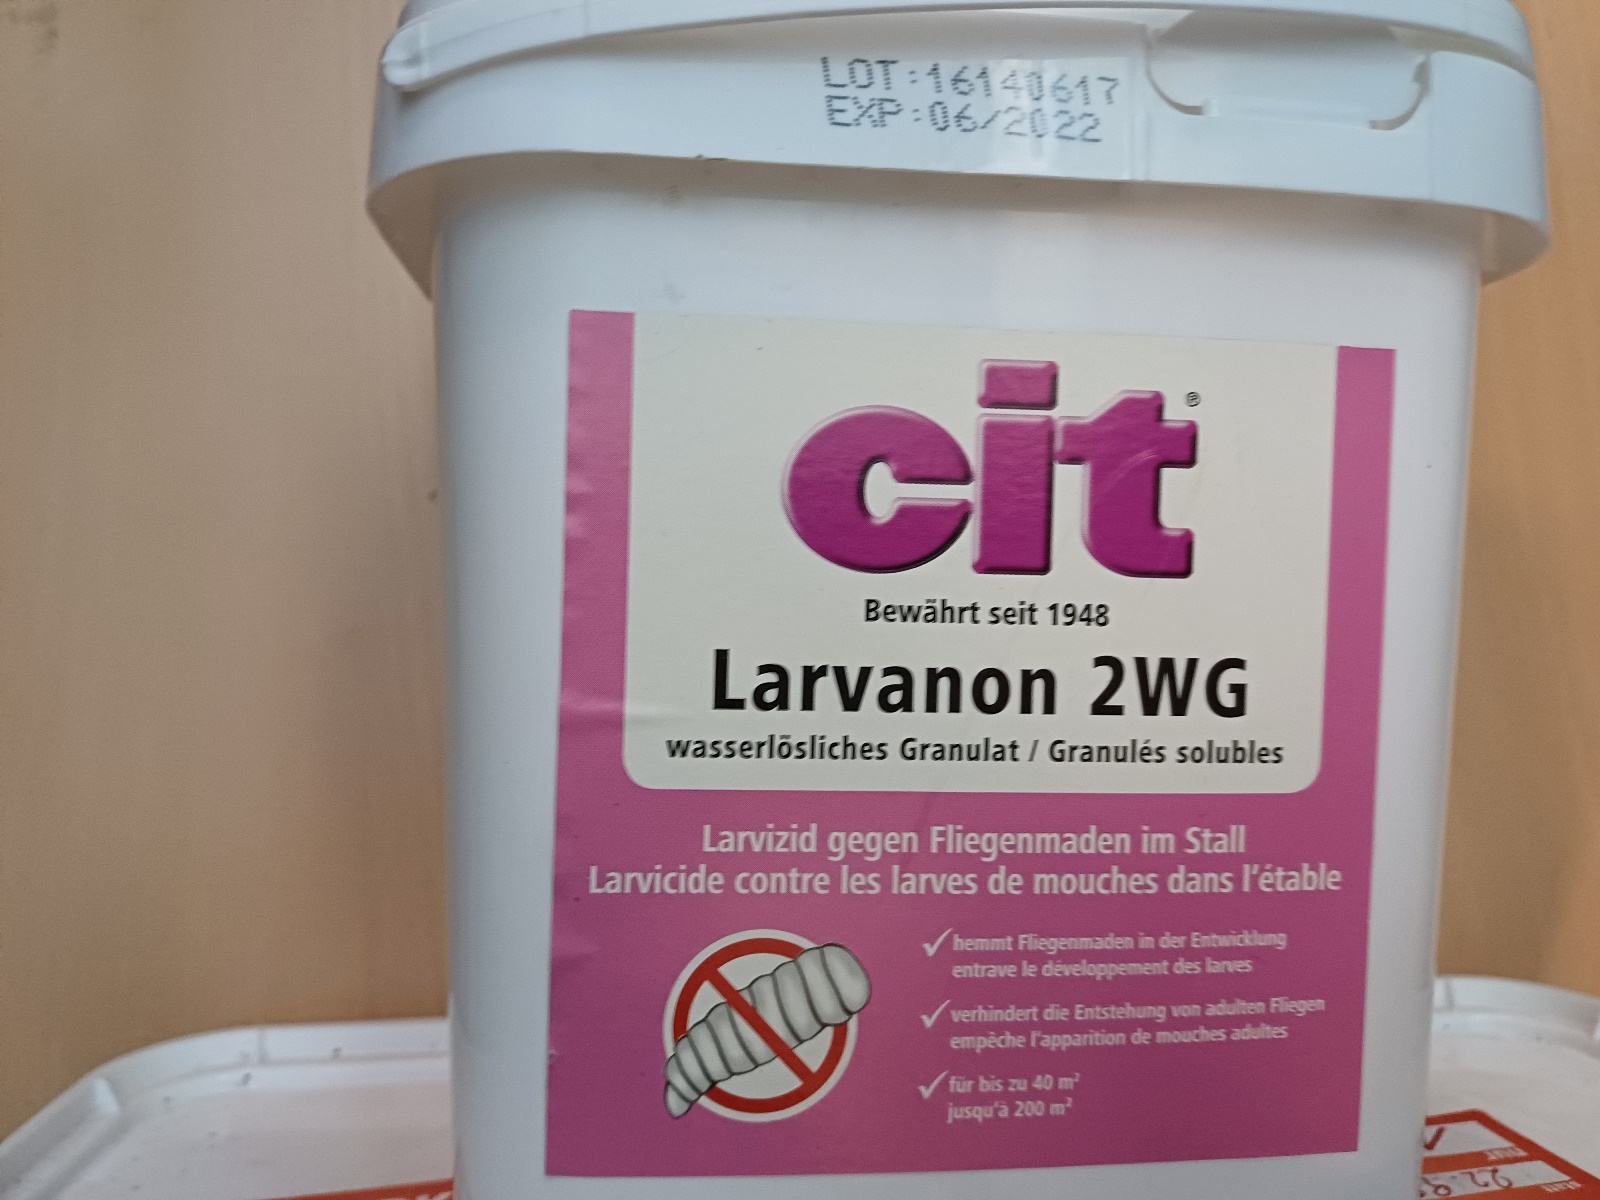 LOT:16140617
EXP:06/2022
cit®
Bewährt seit 1948
Larvanon 2WG
wasserlösliches Granulat / Granulés solubles
Larvizid gegen Fliegenmaden im Stall
Larvicide contre les larves de mouches dans l'étable
✓ hemmt Fliegenmaden in der Entwicklung
entrave le développement des larves
✓ verhindert die Entstehung von adulten Fliegen
empêche l'apparition de mouches adultes
✓ für bis zu 40 m²
jusqu'à 200 m²